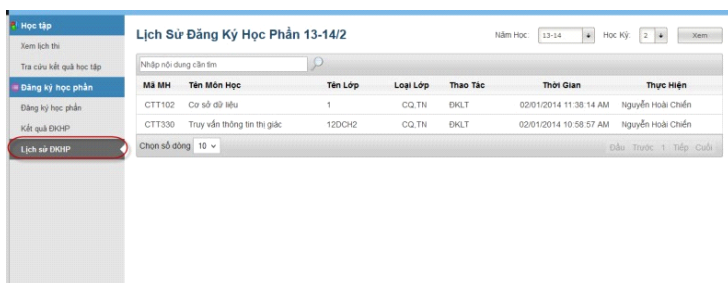 Học tập
Xem lịch thi
Tra cứu kết quả học tập
Đăng ký học phần
Đăng ký học phần
Kết quả ĐKHP
Lịch sử ĐKHP
Lịch Sử Đăng Ký Học Phần 13-14/2
Năm Học: 13-14 Học Kỳ: 2 Xem
Nhập nội dung cần tìm
Mã MH Tên Môn Học Tên Lớp Loại Lớp Thao Tác Thời Gian Thực Hiện
CTT102 Cơ sở dữ liệu 1 CQ,TN ĐKLT 02/01/2014 11:38:14 AM Nguyễn Hoài Chiến
CTT330 Truy vấn thông tin thị giác 12DCH2 CQ,TN ĐKLT 02/01/2014 10:58:57 AM Nguyễn Hoài Chiến
Chọn số dòng 10 Đầu Trước 1 Tiếp Cuối